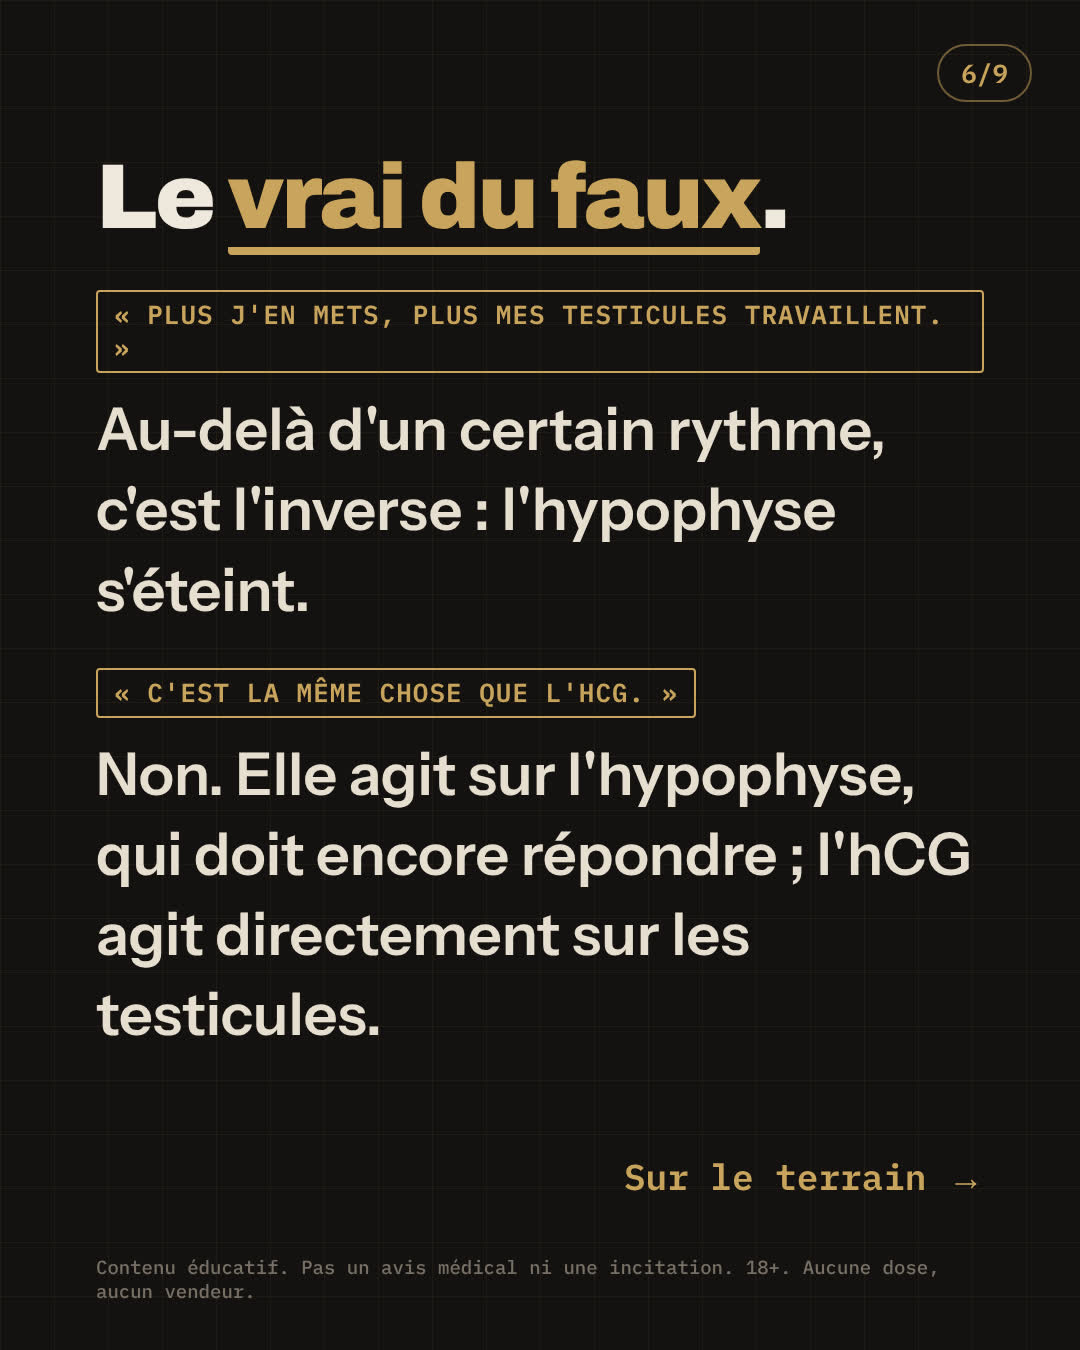 6/9
Le vrai du faux.
« PLUS J'EN METS, PLUS MES TESTICULES TRAVAILLENT.
»
Au-delà d'un certain rythme,
c'est l'inverse : l'hypophyse
s'éteint.
« C'EST LA MÊME CHOSE QUE L'HCG. »
Non. Elle agit sur l'hypophyse,
qui doit encore répondre ; l'hCG
agit directement sur les
testicules.
Sur le terrain →
Contenu éducatif. Pas un avis médical ni une incitation. 18+. Aucune dose,
aucun vendeur.